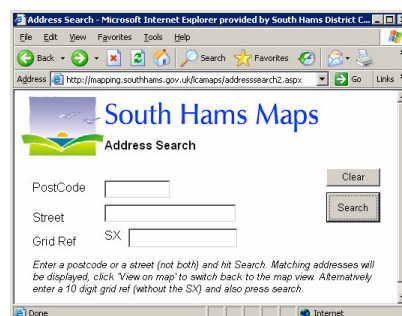 Address Search - Microsoft Internet Explorer provided by South Hams District C...
File Edit View Favorites Tools Help
Back Search Favorites
Address http://mapping.southhams.gov.uk/lcamaps/addresssearch2.aspx Go Links
South Hams Maps
Address Search
Clear
PostCode
Search
Street
Grid Ref SX
Enter a postcode or a street (not both) and hit Search. Matching addresses will
be displayed, click 'View on map' to switch back to the map view. Alternatively
enter a 10 digit grid ref (without the SX) and also press search.
Done Internet